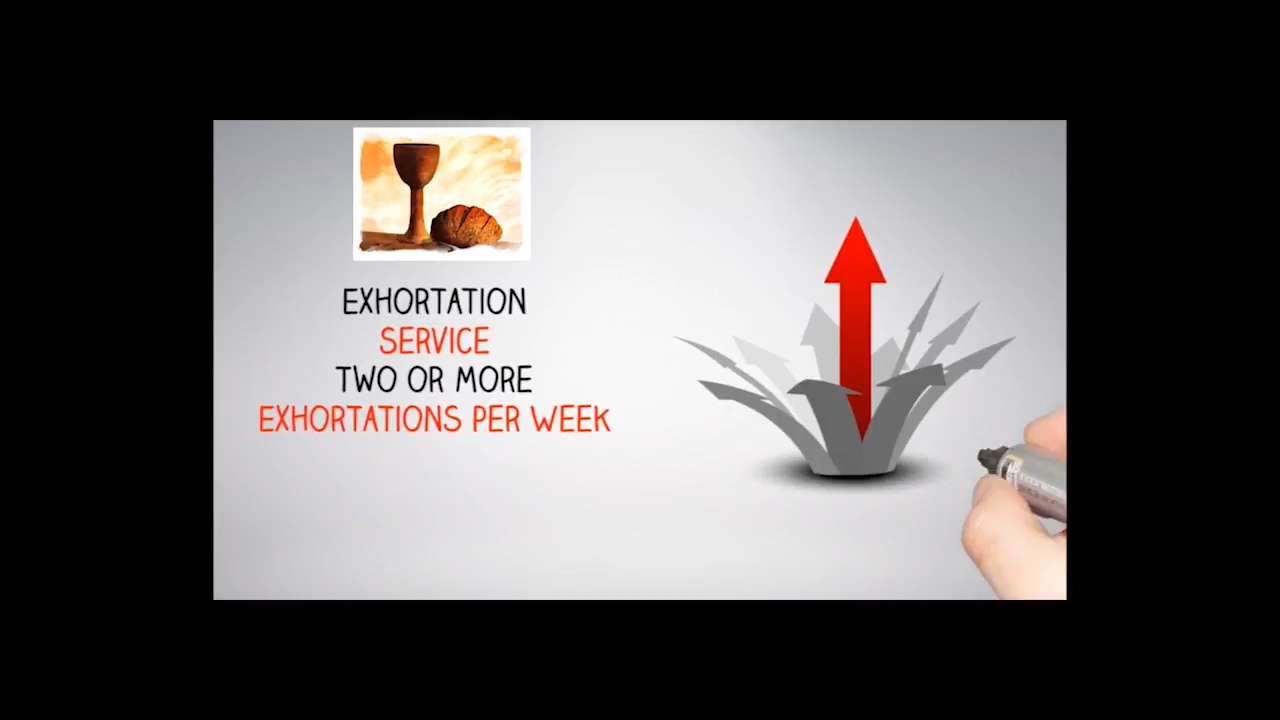 EXHORTATION
SERVICE
TWO OR MORE
EXHORTATIONS PER WEEK